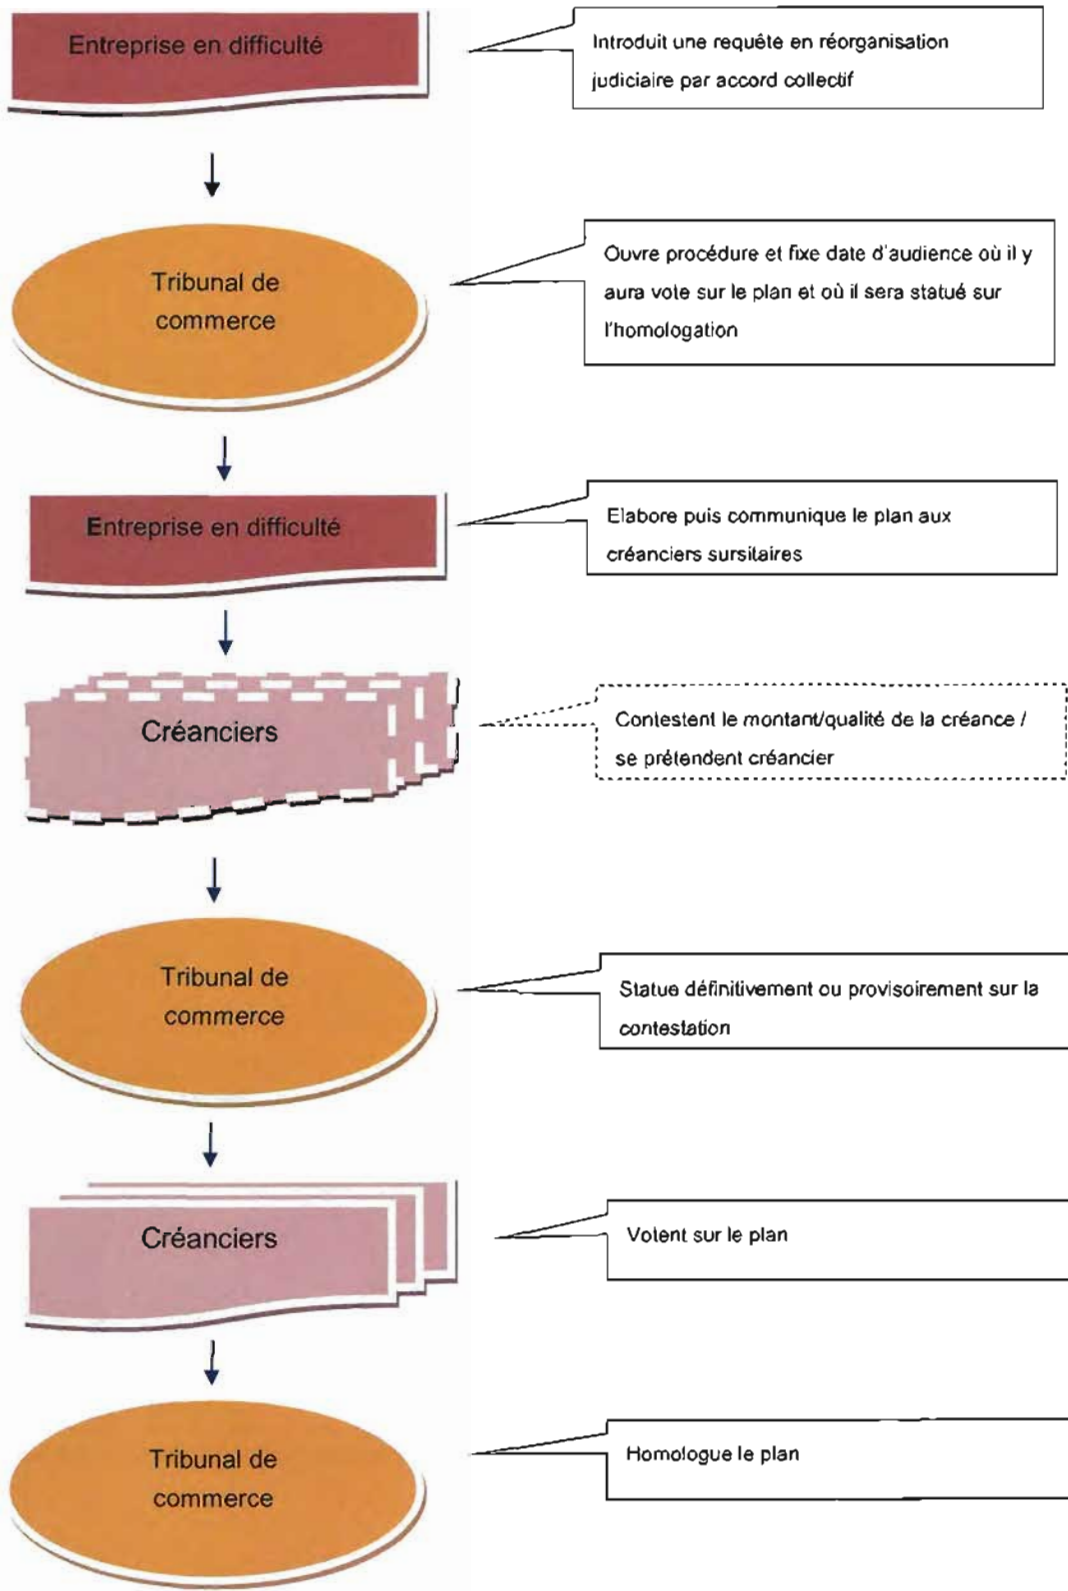 Entreprise en difficulté
Introduit une requête en réorganisation
judiciaire par accord collectif
Tribunal de
commerce
Ouvre procédure et fixe date d'audience où il y
aura vote sur le plan et où il sera statué sur
l'homologation
Entreprise en difficulté
Elabore puis communique le plan aux
créanciers sursitaires
Créanciers
Contestent le montant/qualité de la créance /
se prétendent créancier
Tribunal de
commerce
Statue définitivement ou provisoirement sur la
contestation
Créanciers
Votent sur le plan
Tribunal de
commerce
Homologue le plan